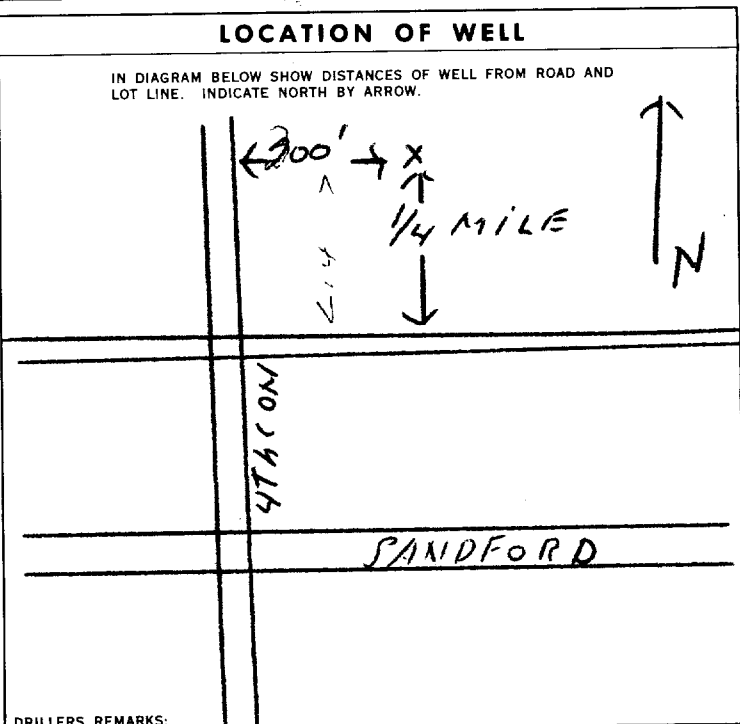 LOCATION OF WELL
IN DIAGRAM BELOW SHOW DISTANCES OF WELL FROM ROAD AND
LOT LINE. INDICATE NORTH BY ARROW.
X
1/4 MILE
N
4TH CON
SANDFORD
DRILLERS REMARKS: